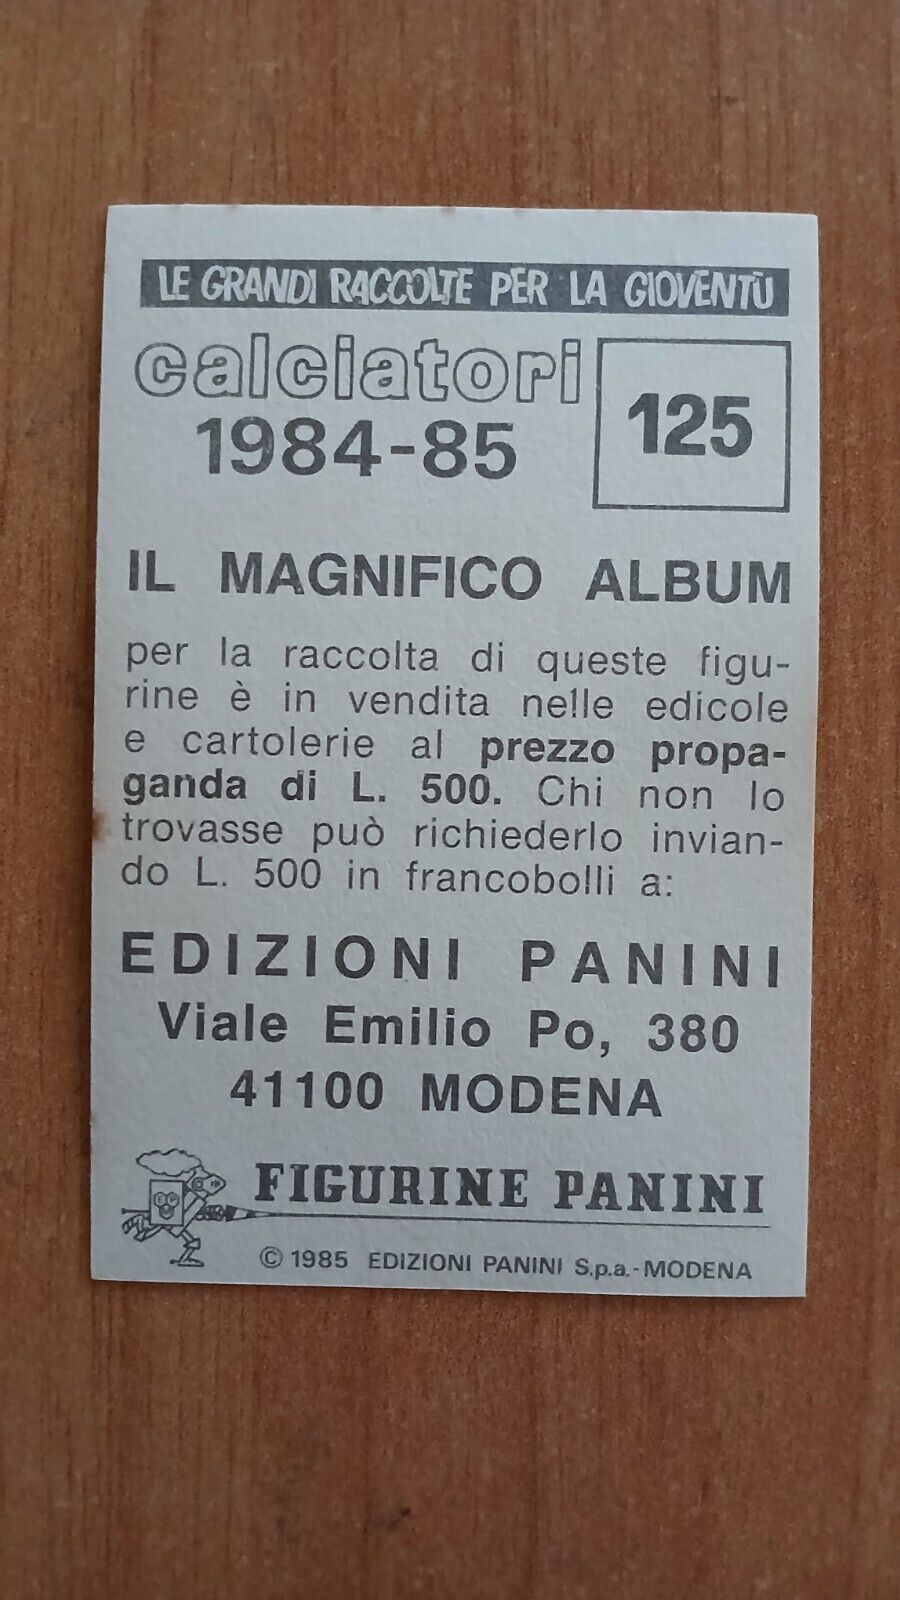 LE GRANDI RACCOLTE PER LA GIOVENTÙ
calciatori
1984-85
125
IL MAGNIFICO ALBUM
per la raccolta di queste figu-
rine è in vendita nelle edicole
e cartolerie al prezzo propa-
ganda di L. 500. Chi non lo
trovasse può richiederlo invian-
do L. 500 in francobolli a:
EDIZIONI PANINI
Viale Emilio Po, 380
41100 MODENA
FIGURINE PANINI
© 1985 EDIZIONI PANINI S.p.a.-MODENA